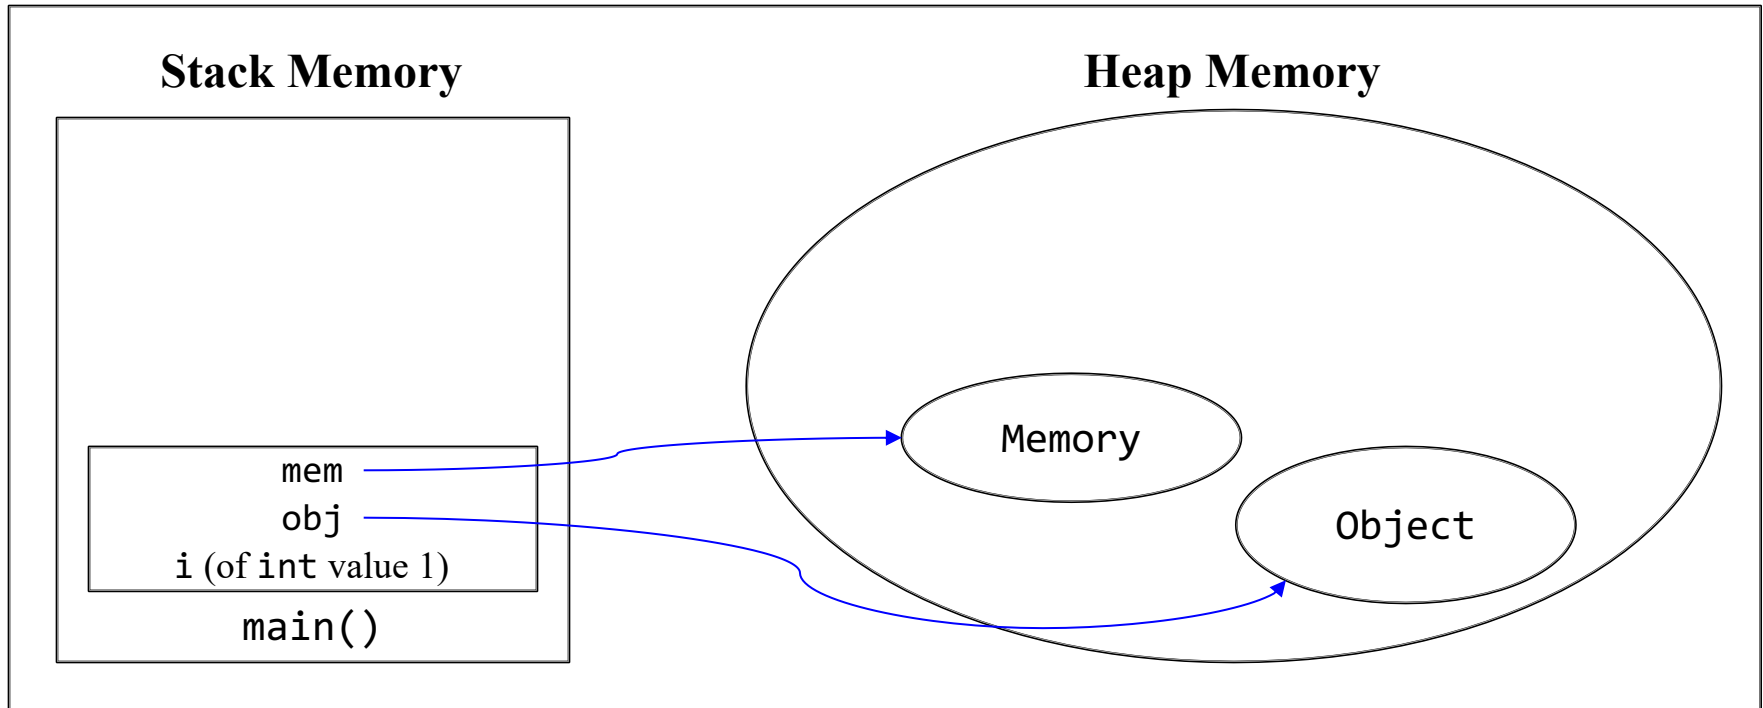 Stack Memory
Heap Memory
mem
obj
i (of int value 1)
main()
Memory
Object